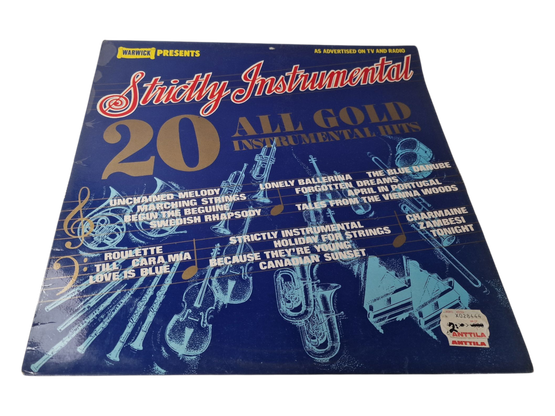 WARWICK PRESENTS
AS ADVERTISED ON TV AND RADIO
Strictly Instrumental
20 ALL GOLD
INSTRUMENTAL HITS
UNCHAINED MELODY
MARCHING STRINGS
BEGIN THE BEGUINE
SWEDISH RHAPSODY
LONELY BALLERINA THE BLUE DANUBE
FORGOTTEN DREAMS
APRIL IN PORTUGAL
TALES FROM THE VIENNA WOODS
ROULETTE
TILL CARA MIA
LOVE IS BLUE
STRICTLY INSTRUMENTAL
HOLIDAY FOR STRINGS
BECAUSE THEY'RE YOUNG
CANADIAN SUNSET
CHARMAINE
ZAMBESI
TONIGHT
ANTTILA
ANTTILA